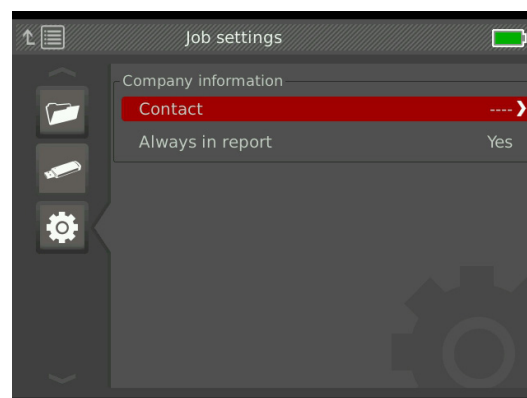 Job settings
Company information
Contact ----
Always in report Yes